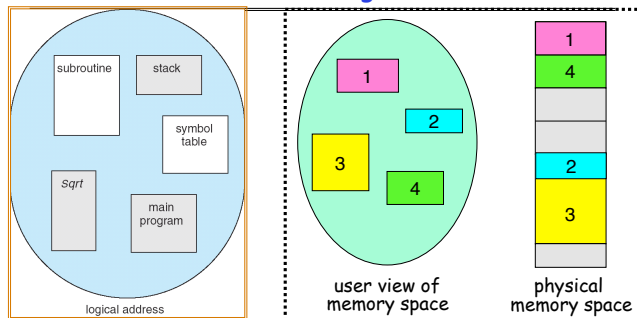 subroutine
stack
symbol
table
Sqrt
main
program
logical address
1
2
3
4
user view of
memory space
1
4
2
3
physical
memory space